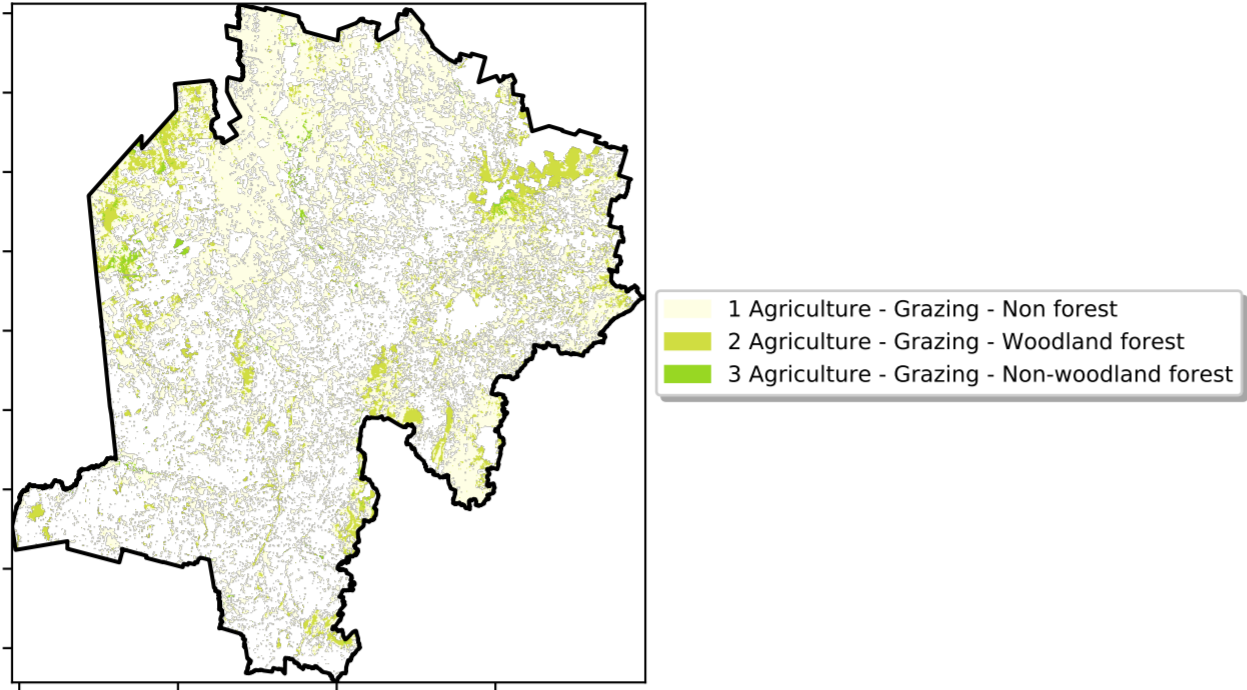 1 Agriculture - Grazing - Non forest
2 Agriculture - Grazing - Woodland forest
3 Agriculture - Grazing - Non-woodland forest